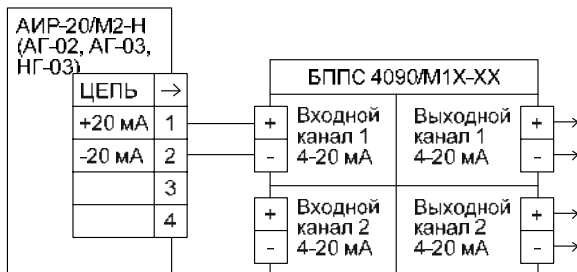 АИР-20/М2-Н
(АГ-02, АГ-03,
НГ-03)
ЦЕПЬ →
+20 мА 1
-20 мА 2
3
4
БППС 4090/М1Х-ХХ
+ Входной
канал 1
- 4-20 мА
Выходной +
канал 1
4-20 мА -
+ Входной
канал 2
- 4-20 мА
Выходной +
канал 2
4-20 мА -